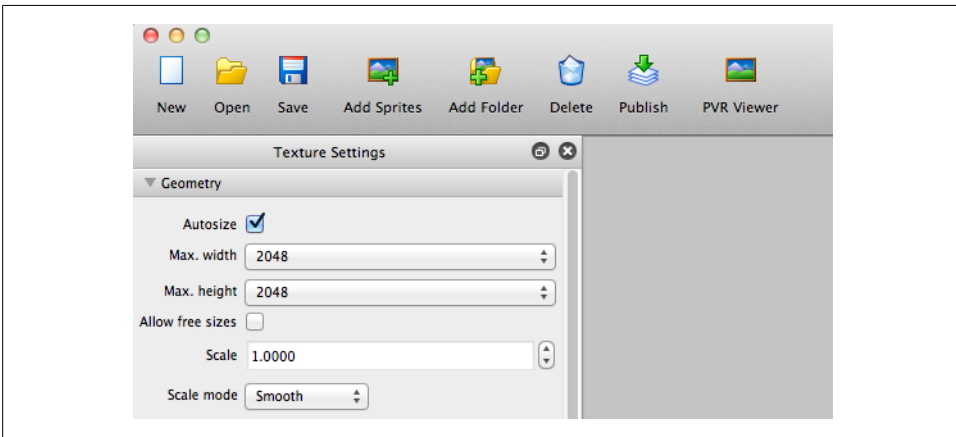 New Open Save Add Sprites Add Folder Delete Publish PVR Viewer
Texture Settings
Geometry
Autosize
Max. width 2048
Max. height 2048
Allow free sizes
Scale 1.0000
Scale mode Smooth